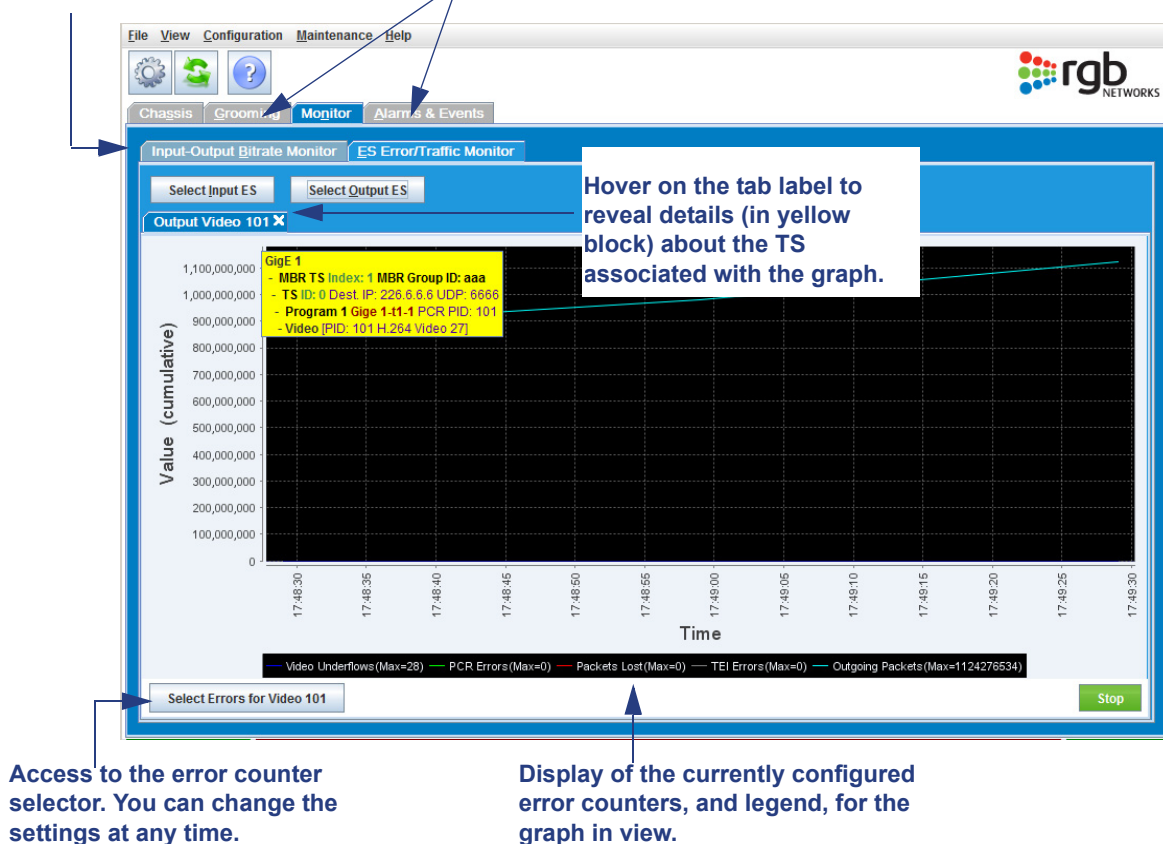 File View Configuration Maintenance Help
rgb
NETWORKS
Chassis Grooming Monitor Alarms & Events
Input-Output Bitrate Monitor ES Error/Traffic Monitor
Select Input ES Select Output ES
Hover on the tab label to
reveal details (in yellow
block) about the TS
associated with the graph.
Output Video 101
GigE 1
- MBR TS Index: 1 MBR Group ID: aaa
- TS ID: 0 Dest. IP: 226.6.6.6 UDP: 6666
- Program 1 Gige 1-t1-1 PCR PID: 101
- Video [PID: 101 H.264 Video 27]
Value (cumulative)
1,100,000,000
1,000,000,000
900,000,000
800,000,000
700,000,000
600,000,000
500,000,000
400,000,000
300,000,000
200,000,000
100,000,000
0
17:48:30 17:48:35 17:48:40 17:48:45 17:48:50 17:48:55 17:49:00 17:49:05 17:49:10 17:49:15 17:49:20 17:49:25 17:49:30
Time
Video Underflows(Max=28) PCR Errors(Max=0) Packets Lost(Max=0) TEI Errors(Max=0) Outgoing Packets(Max=1124276534)
Select Errors for Video 101 Stop
Access to the error counter
selector. You can change the
settings at any time.
Display of the currently configured
error counters, and legend, for the
graph in view.